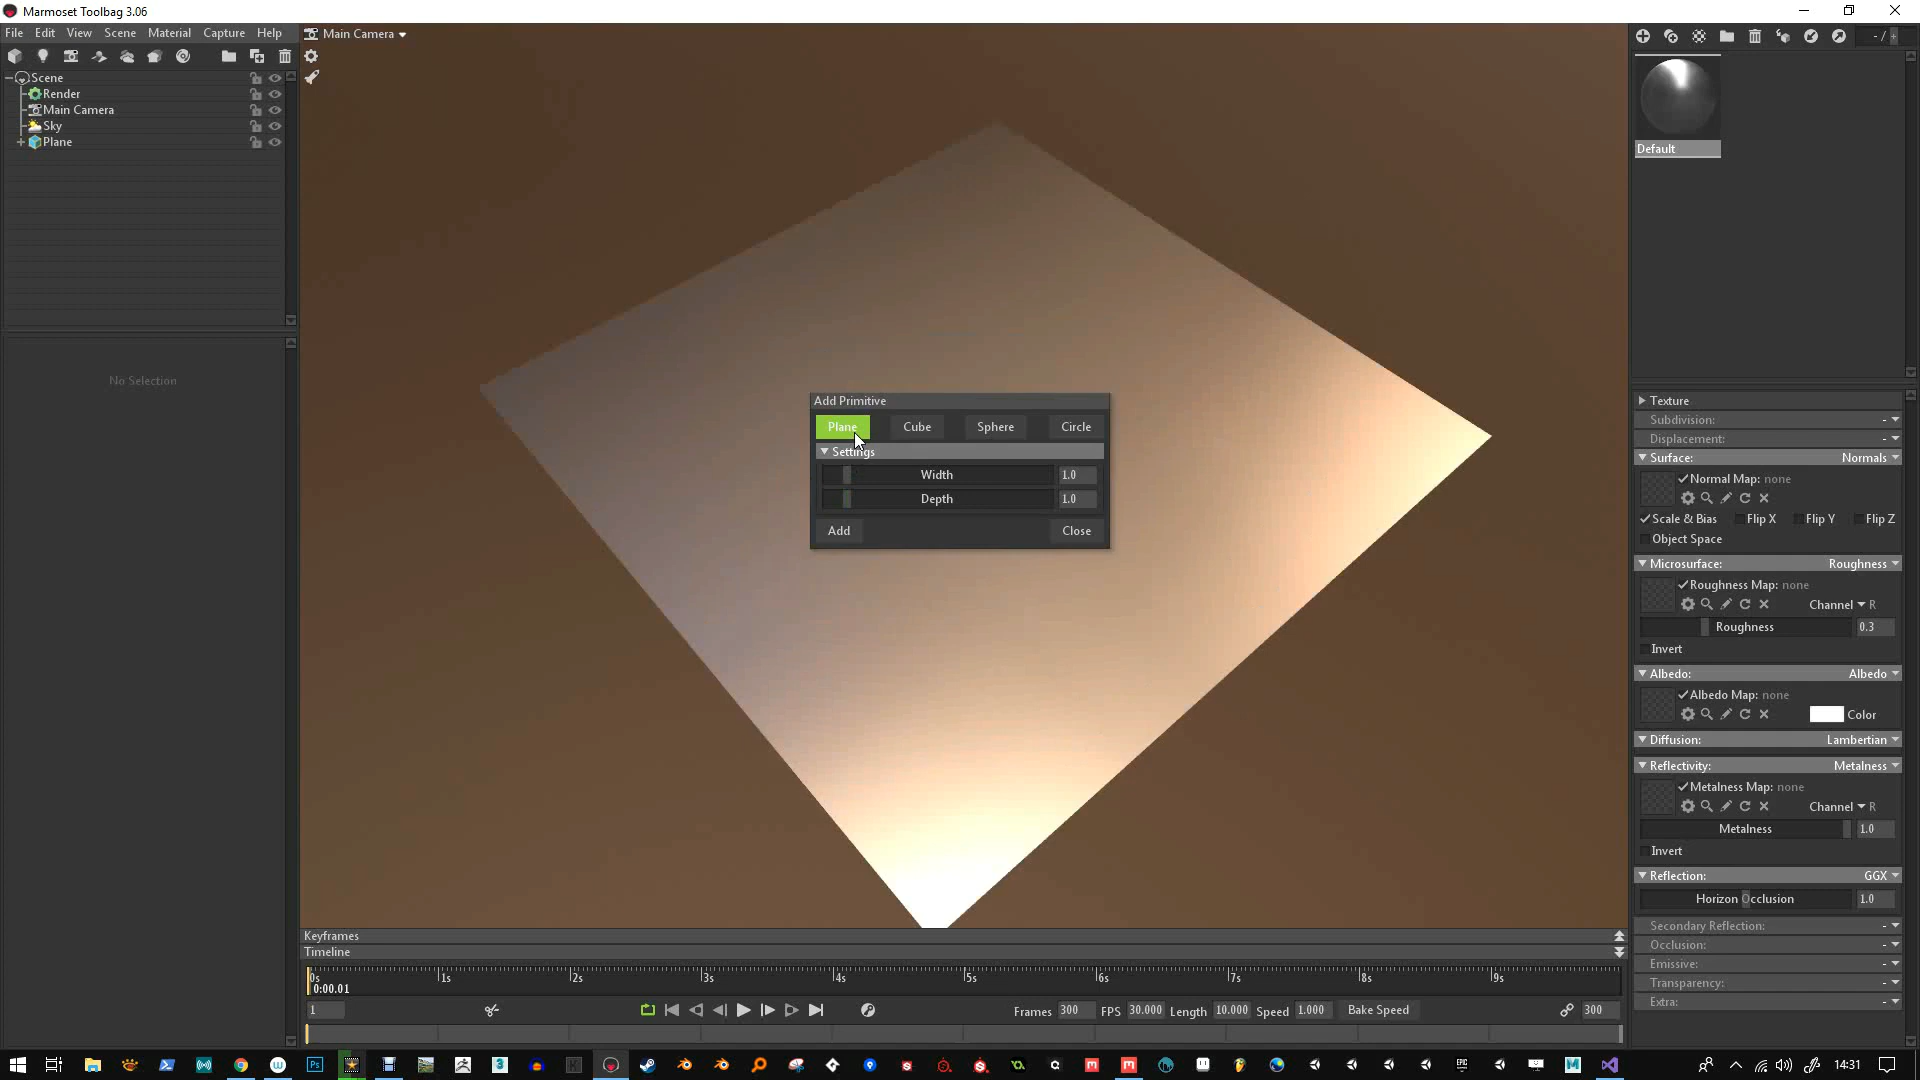 Marmoset Toolbag 3.06
File Edit View Scene Material Capture Help
Main Camera
- / +
Scene
Render
Main Camera
Sky
Plane
No Selection
Default
Add Primitive
Plane Cube Sphere Circle
Settings
Width 1.0
Depth 1.0
Add Close
Texture
Subdivision: -
Displacement: -
Surface: Normals
Normal Map: none
Scale & Bias Flip X Flip Y Flip Z
Object Space
Microsurface: Roughness
Roughness Map: none
Channel R
Roughness 0.3
Invert
Albedo: Albedo
Albedo Map: none
Color
Diffusion: Lambertian
Reflectivity: Metalness
Metalness Map: none
Channel R
Metalness 1.0
Invert
Reflection: GGX
Horizon Occlusion 1.0
Secondary Reflection: -
Occlusion: -
Emissive: -
Transparency: -
Extra: -
Keyframes
Timeline
0s 1s 2s 3s 4s 5s 6s 7s 8s 9s
0:00.01
1 Frames 300 FPS 30.000 Length 10.000 Speed 1.000 Bake Speed 300
14:31